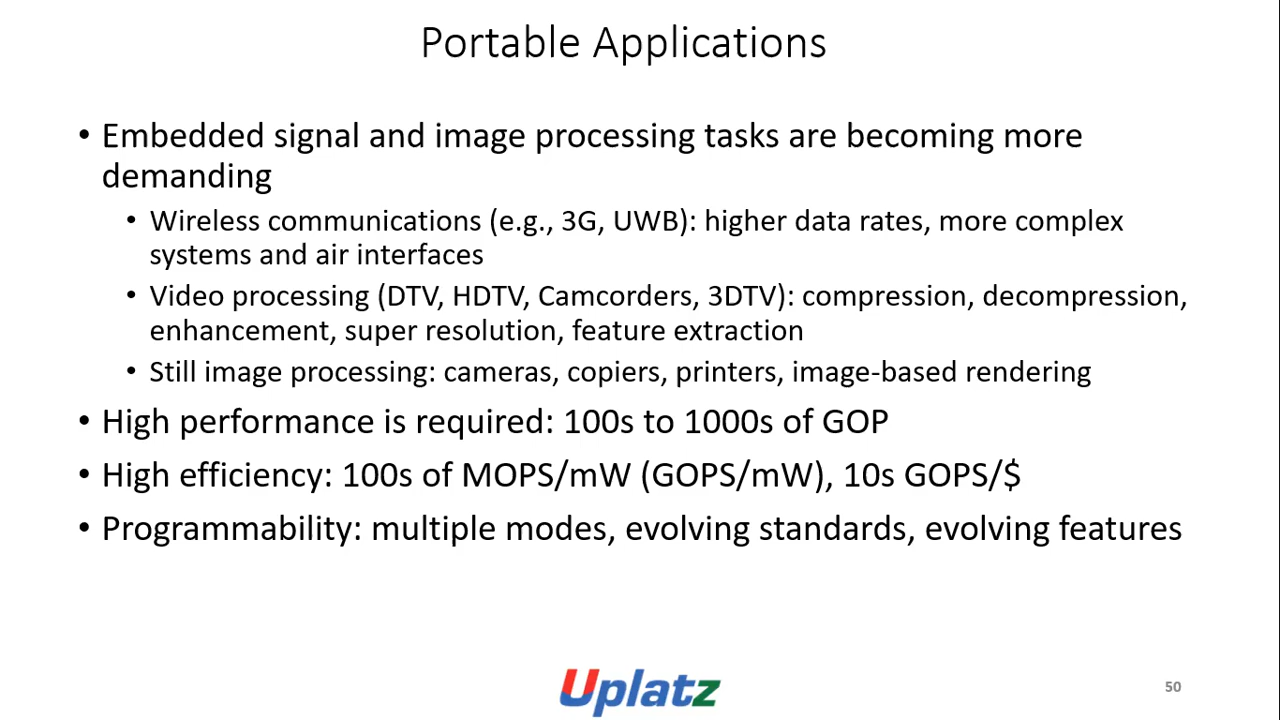 Portable Applications
• Embedded signal and image processing tasks are becoming more
demanding
• Wireless communications (e.g., 3G, UWB): higher data rates, more complex
systems and air interfaces
• Video processing (DTV, HDTV, Camcorders, 3DTV): compression, decompression,
enhancement, super resolution, feature extraction
• Still image processing: cameras, copiers, printers, image-based rendering
• High performance is required: 100s to 1000s of GOP
• High efficiency: 100s of MOPS/mW (GOPS/mW), 10s GOPS/$
• Programmability: multiple modes, evolving standards, evolving features
Uplatz
50